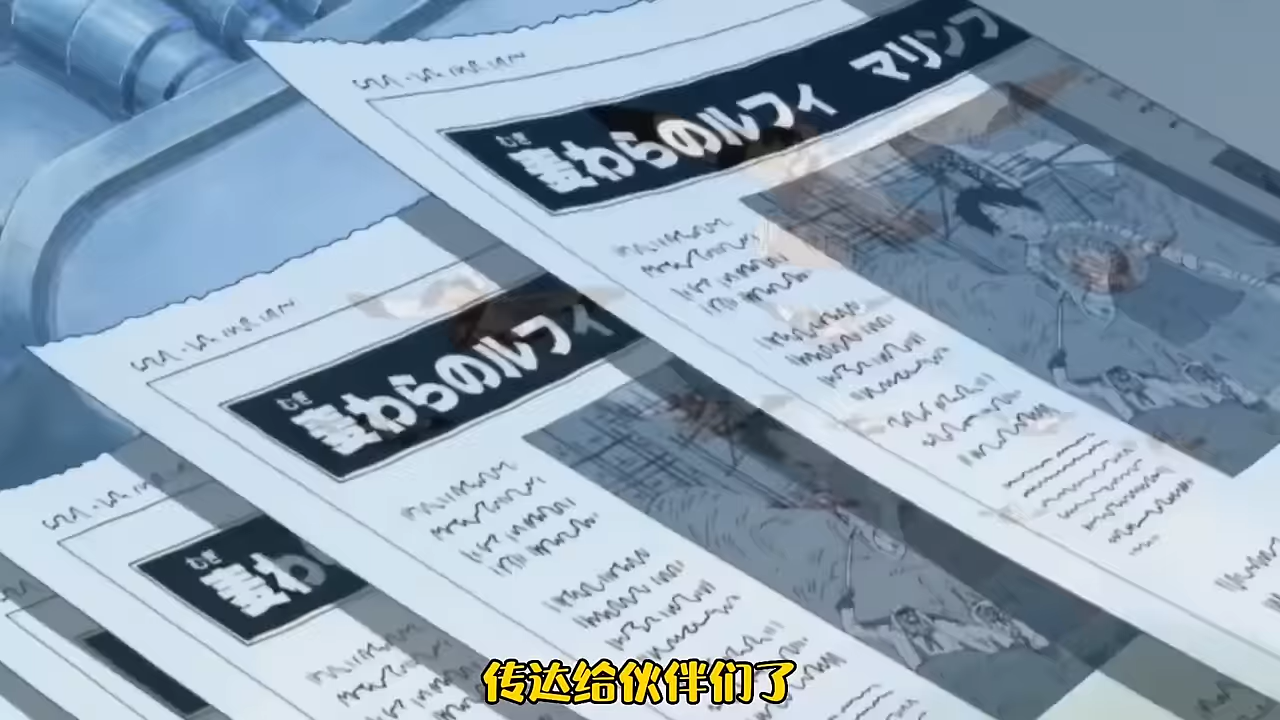 むぎ
麦わらのルフィ マリンフ
むぎ
麦わらのルフィ
むぎ
麦わ
传达给伙伴们了